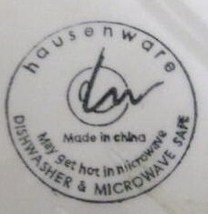 hausenware
Made in china
May get hot in microwave
DISHWASHER & MICROWAVE SAFE